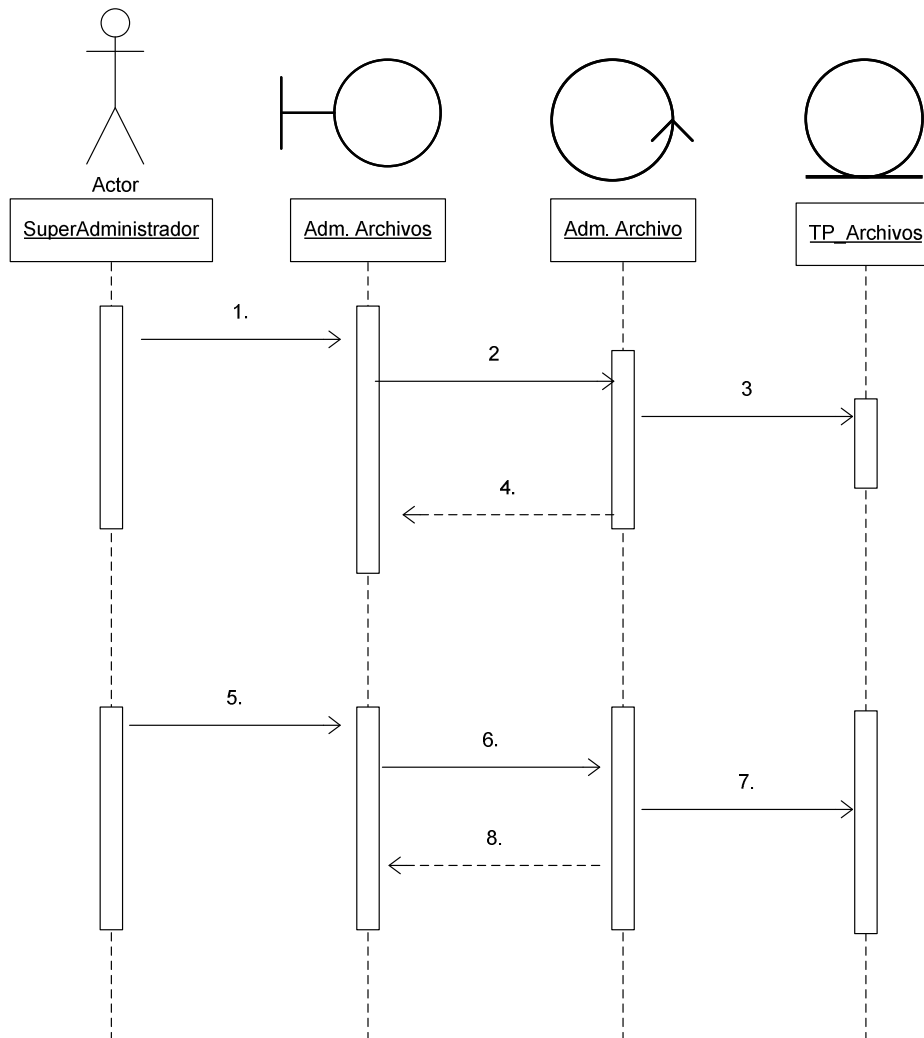 Actor
SuperAdministrador
Adm. Archivos
Adm. Archivo
TP_Archivos
1.
2
3
4.
5.
6.
7.
8.